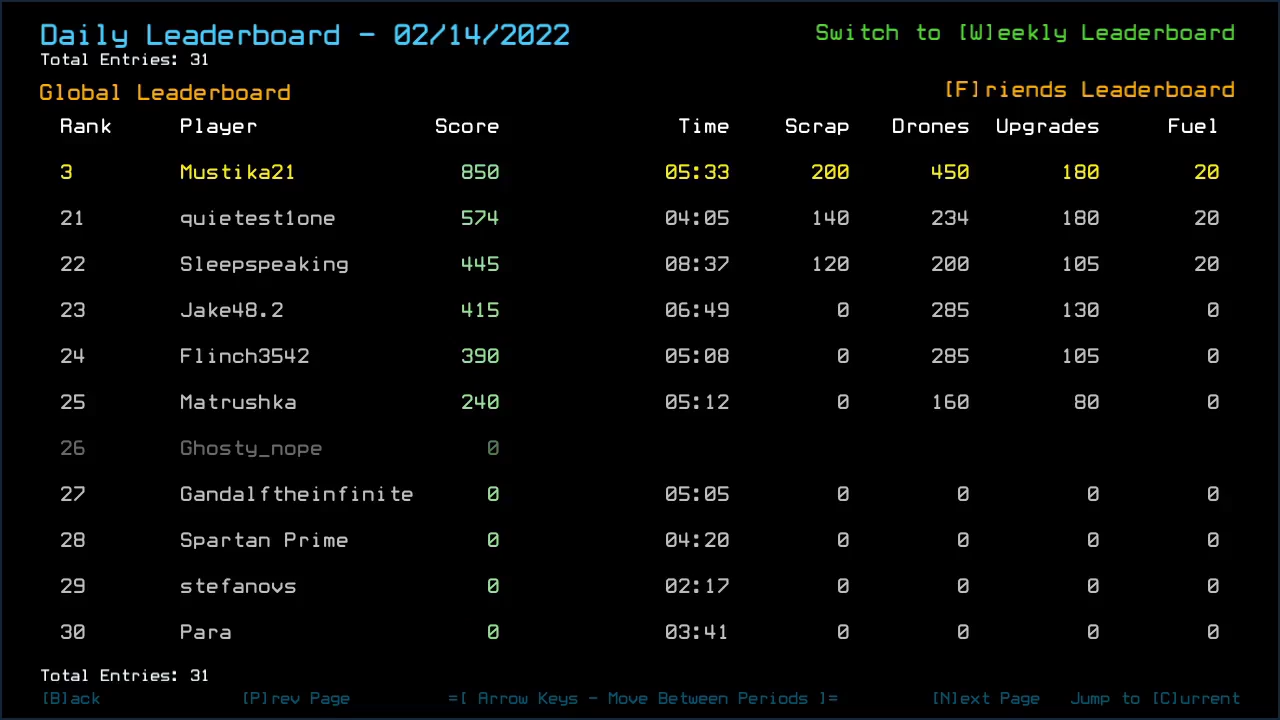 Daily Leaderboard - 02/14/2022 Switch to [W]eekly Leaderboard
Total Entries: 31
Global Leaderboard [F]riends Leaderboard
Rank Player Score Time Scrap Drones Upgrades Fuel
3 Mustika21 850 05:33 200 450 180 20
21 quietest1one 574 04:05 140 234 180 20
22 Sleepspeaking 445 08:37 120 200 105 20
23 Jake48.2 415 06:49 0 285 130 0
24 Flinch3542 390 05:08 0 285 105 0
25 Matrushka 240 05:12 0 160 80 0
26 Ghosty_nope 0
27 Gandalftheinfinite 0 05:05 0 0 0 0
28 Spartan Prime 0 04:20 0 0 0 0
29 stefanovs 0 02:17 0 0 0 0
30 Para 0 03:41 0 0 0 0
Total Entries: 31
[B]ack [P]rev Page =[ Arrow Keys - Move Between Periods ]= [N]ext Page Jump to [C]urrent